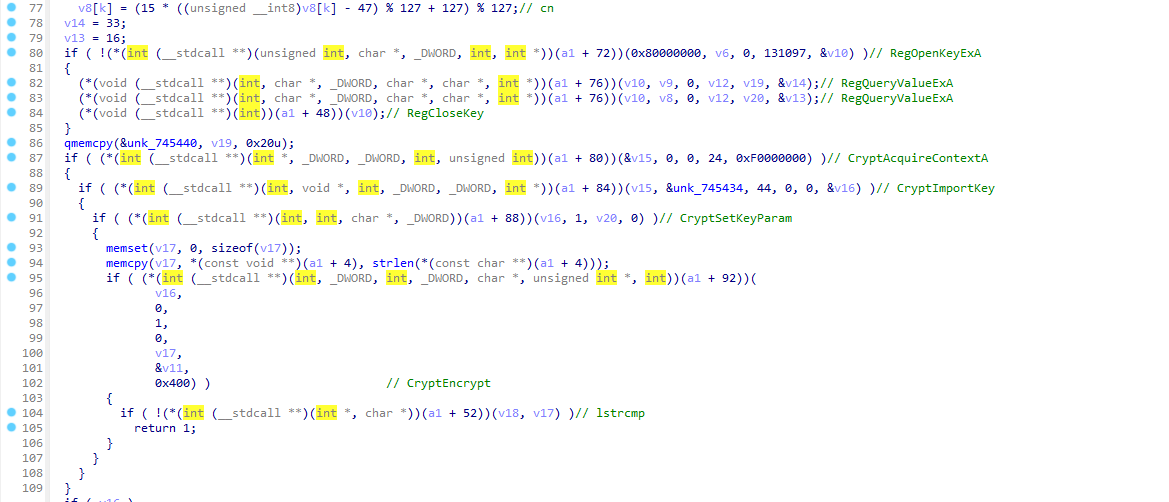 77 v8[k] = (15 * ((unsigned __int8)v8[k] - 47) % 127 + 127) % 127;// cn
78 v14 = 33;
79 v13 = 16;
80 if ( !(*(int (__stdcall **)(unsigned int, char *, _DWORD, int, int *))(a1 + 72))(0x80000000, v6, 0, 131097, &v10) )// RegOpenKeyExA
81 {
82 (*(void (__stdcall **)(int, char *, _DWORD, char *, char *, int *))(a1 + 76))(v10, v9, 0, v12, v19, &v14);// RegQueryValueExA
83 (*(void (__stdcall **)(int, char *, _DWORD, char *, char *, int *))(a1 + 76))(v10, v8, 0, v12, v20, &v13);// RegQueryValueExA
84 (*(void (__stdcall **)(int))(a1 + 48))(v10);// RegCloseKey
85 }
86 qmemcpy(&unk_745440, v19, 0x20u);
87 if ( (*(int (__stdcall **)(int *, _DWORD, _DWORD, int, unsigned int))(a1 + 80))(&v15, 0, 0, 24, 0xF0000000) )// CryptAcquireContextA
88 {
89 if ( (*(int (__stdcall **)(int, void *, int, _DWORD, _DWORD, int *))(a1 + 84))(v15, &unk_745434, 44, 0, 0, &v16) )// CryptImportKey
90 {
91 if ( (*(int (__stdcall **)(int, int, char *, _DWORD))(a1 + 88))(v16, 1, v20, 0) )// CryptSetKeyParam
92 {
93 memset(v17, 0, sizeof(v17));
94 memcpy(v17, *(const void **)(a1 + 4), strlen(*(const char **)(a1 + 4)));
95 if ( (*(int (__stdcall **)(int, _DWORD, int, _DWORD, char *, unsigned int *, int))(a1 + 92))(
96 v16,
97 0,
98 1,
99 0,
100 v17,
101 &v11,
102 0x400) ) // CryptEncrypt
103 {
104 if ( !(*(int (__stdcall **)(int *, char *))(a1 + 52))(v18, v17) )// lstrcmp
105 return 1;
106 }
107 }
108 }
109 }